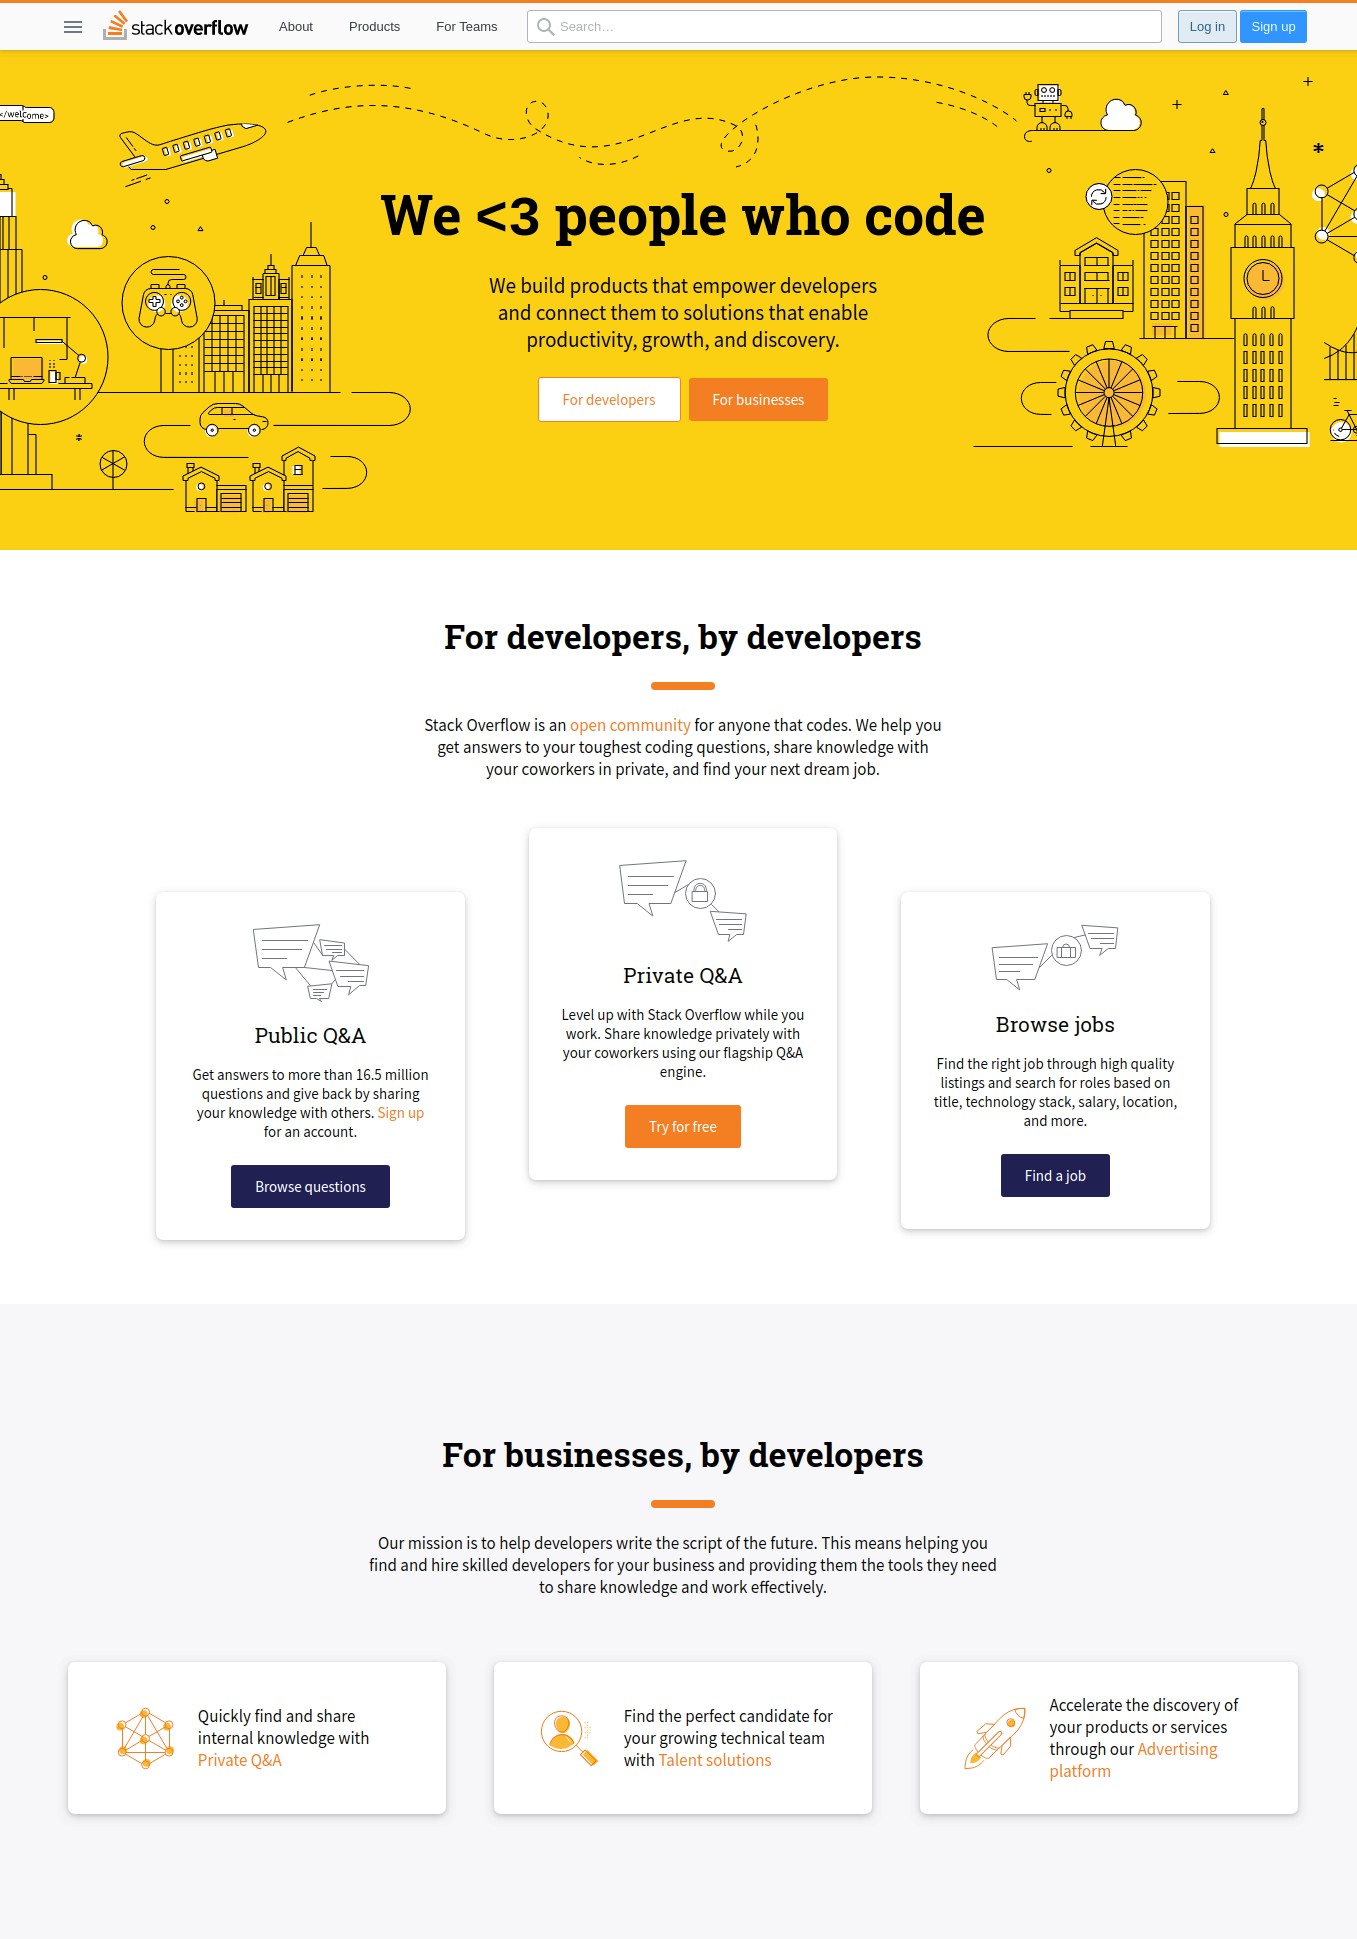 stackoverflow
About
Products
For Teams
Search...
Log in
Sign up
</welcome>
We <3 people who code
We build products that empower developers
and connect them to solutions that enable
productivity, growth, and discovery.
For developers
For businesses
For developers, by developers
Stack Overflow is an open community for anyone that codes. We help you
get answers to your toughest coding questions, share knowledge with
your coworkers in private, and find your next dream job.
Public Q&A
Get answers to more than 16.5 million
questions and give back by sharing
your knowledge with others. Sign up
for an account.
Browse questions
Private Q&A
Level up with Stack Overflow while you
work. Share knowledge privately with
your coworkers using our flagship Q&A
engine.
Try for free
Browse jobs
Find the right job through high quality
listings and search for roles based on
title, technology stack, salary, location,
and more.
Find a job
For businesses, by developers
Our mission is to help developers write the script of the future. This means helping you
find and hire skilled developers for your business and providing them the tools they need
to share knowledge and work effectively.
Quickly find and share
internal knowledge with
Private Q&A
Find the perfect candidate for
your growing technical team
with Talent solutions
Accelerate the discovery of
your products or services
through our Advertising
platform